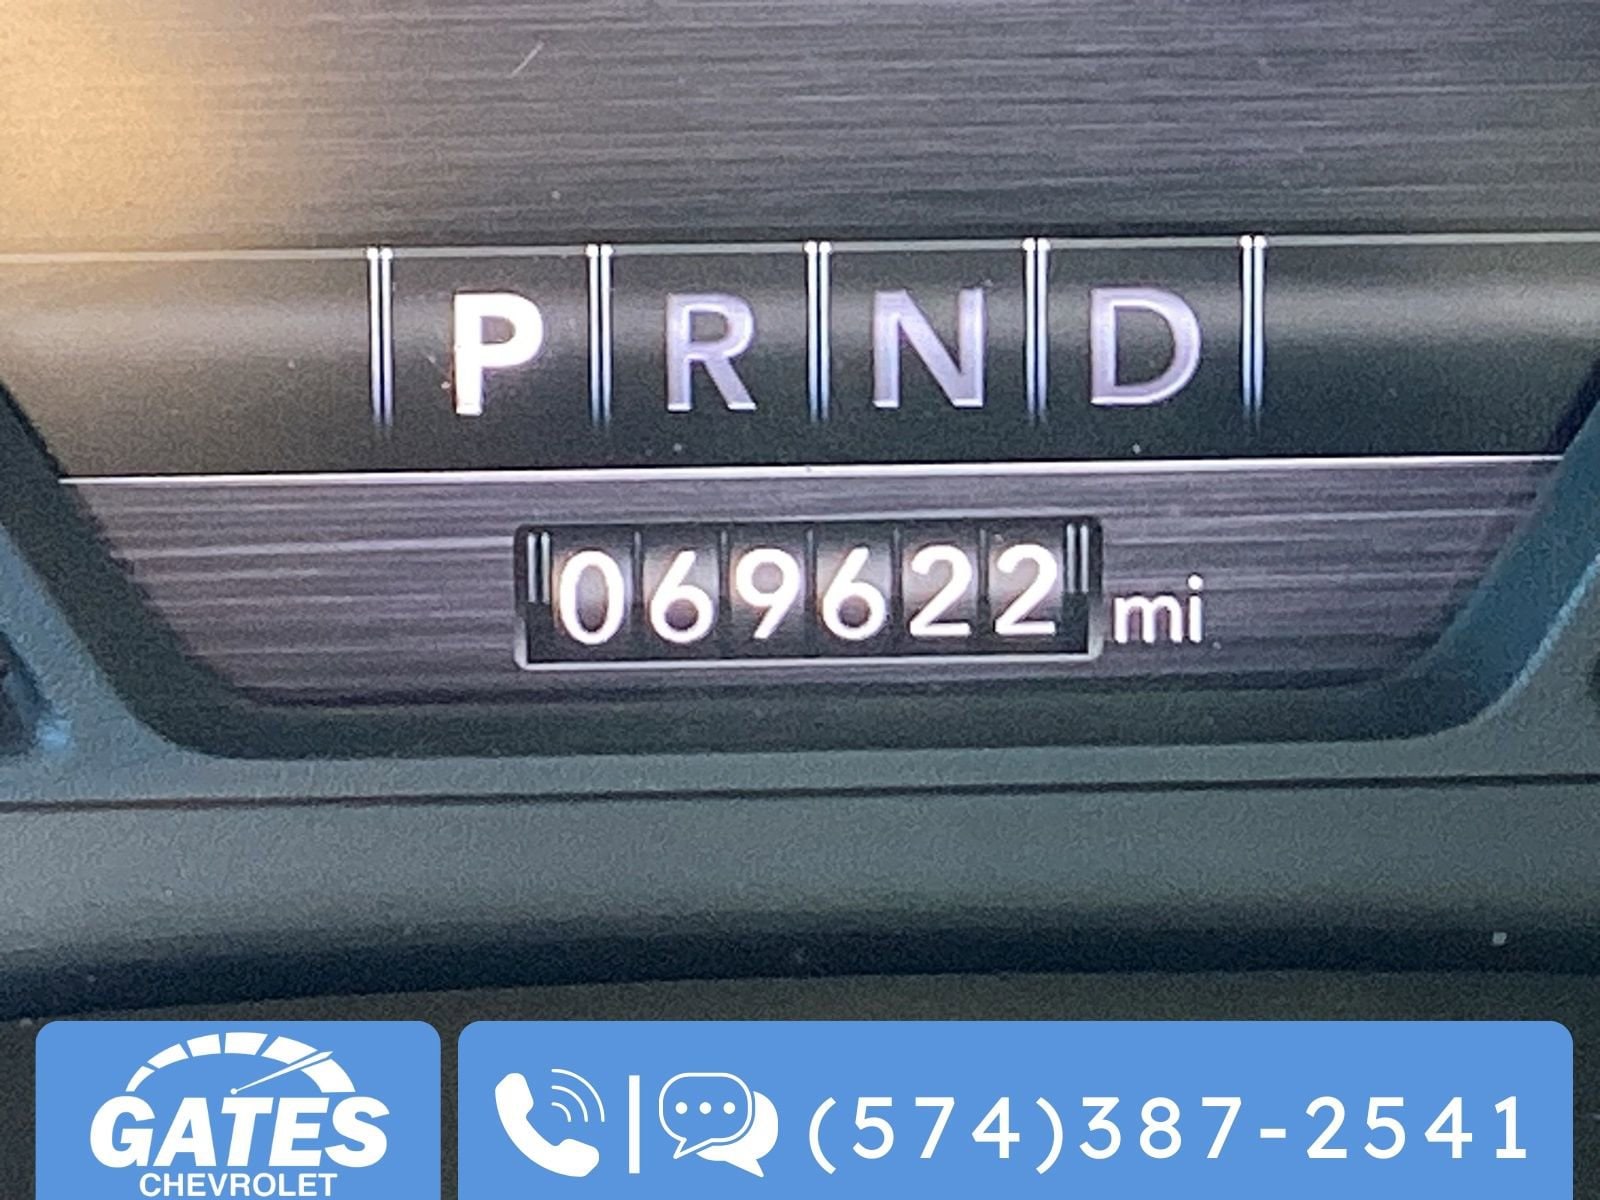 P R N D
069622 mi
GATES
CHEVROLET
(574)387-2541